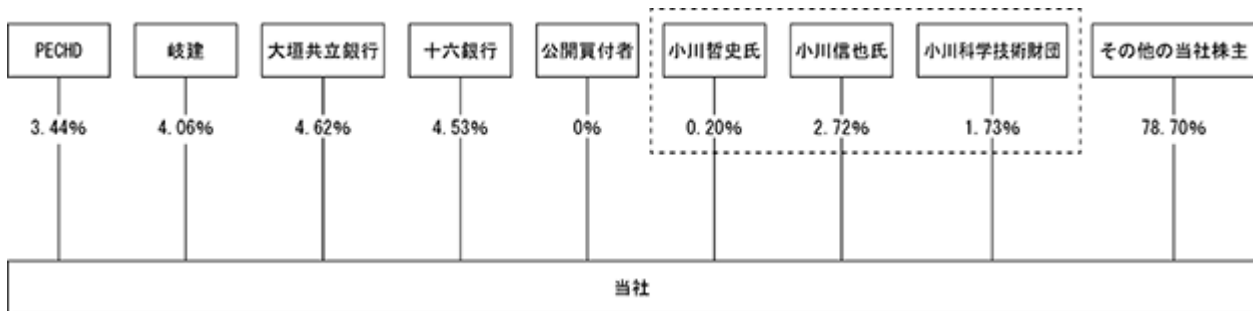 PECHD 岐建 大垣共立銀行 十六銀行 公開買付者 小川哲史氏 小川信也氏 小川科学技術財団 その他の当社株主
3.44% 4.06% 4.62% 4.53% 0% 0.20% 2.72% 1.73% 78.70%
当社